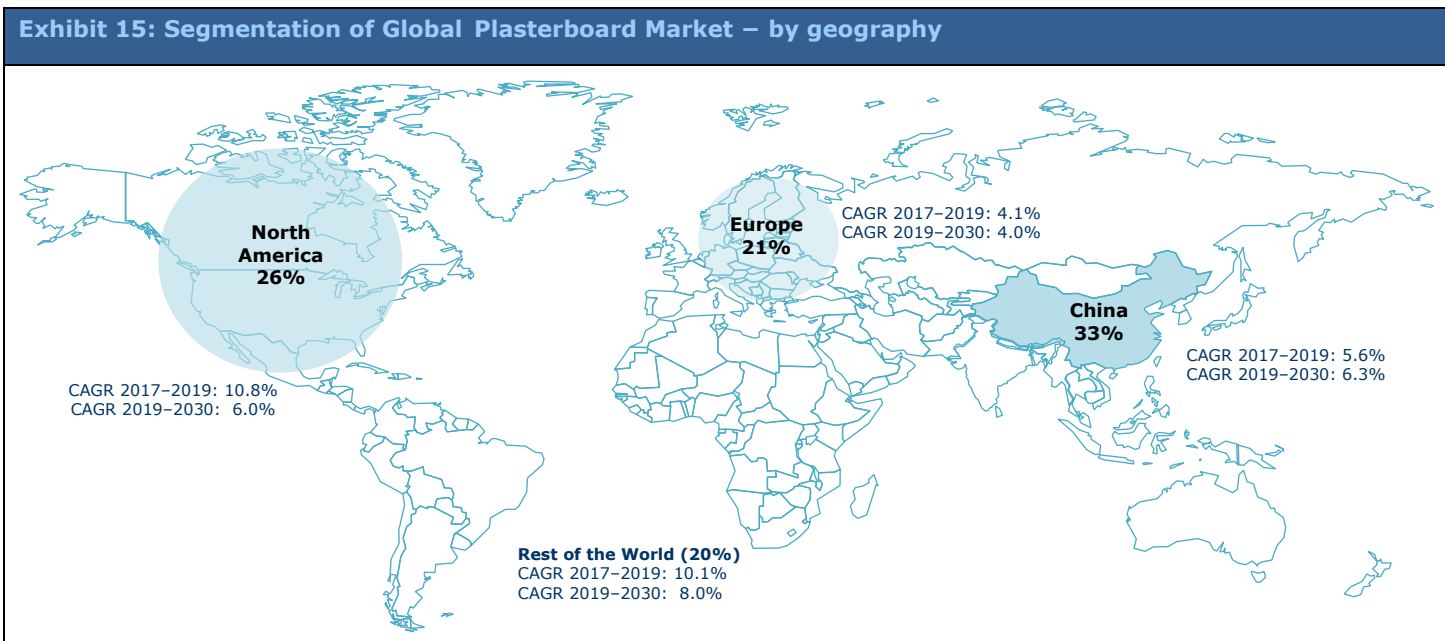 Exhibit 15: Segmentation of Global Plasterboard Market – by geography
North
America
26%
CAGR 2017–2019: 10.8%
CAGR 2019–2030: 6.0%
Europe
21%
CAGR 2017–2019: 4.1%
CAGR 2019–2030: 4.0%
China
33%
CAGR 2017–2019: 5.6%
CAGR 2019–2030: 6.3%
Rest of the World (20%)
CAGR 2017–2019: 10.1%
CAGR 2019–2030: 8.0%